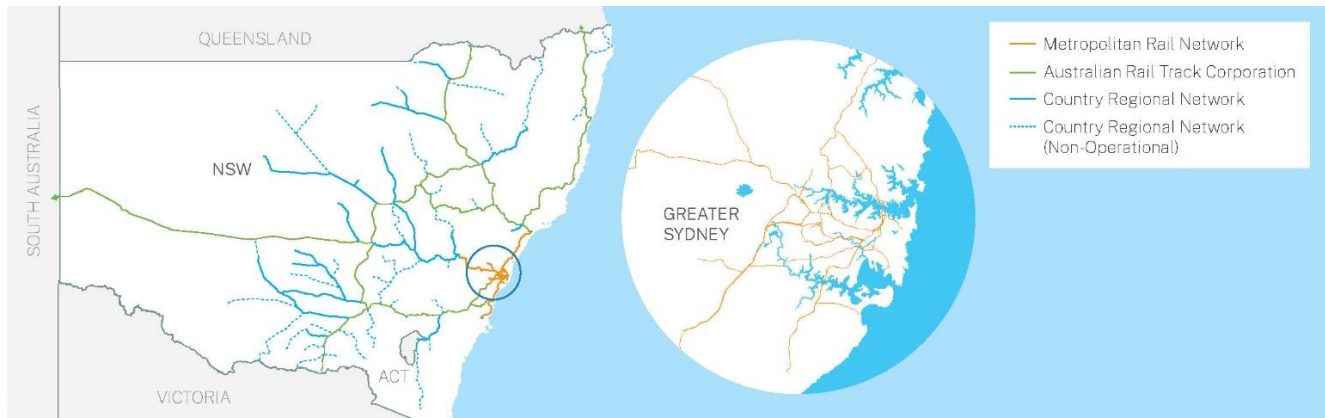 QUEENSLAND
SOUTH AUSTRALIA
NSW
ACT
VICTORIA
GREATER
SYDNEY
Metropolitan Rail Network
Australian Rail Track Corporation
Country Regional Network
Country Regional Network
(Non-Operational)